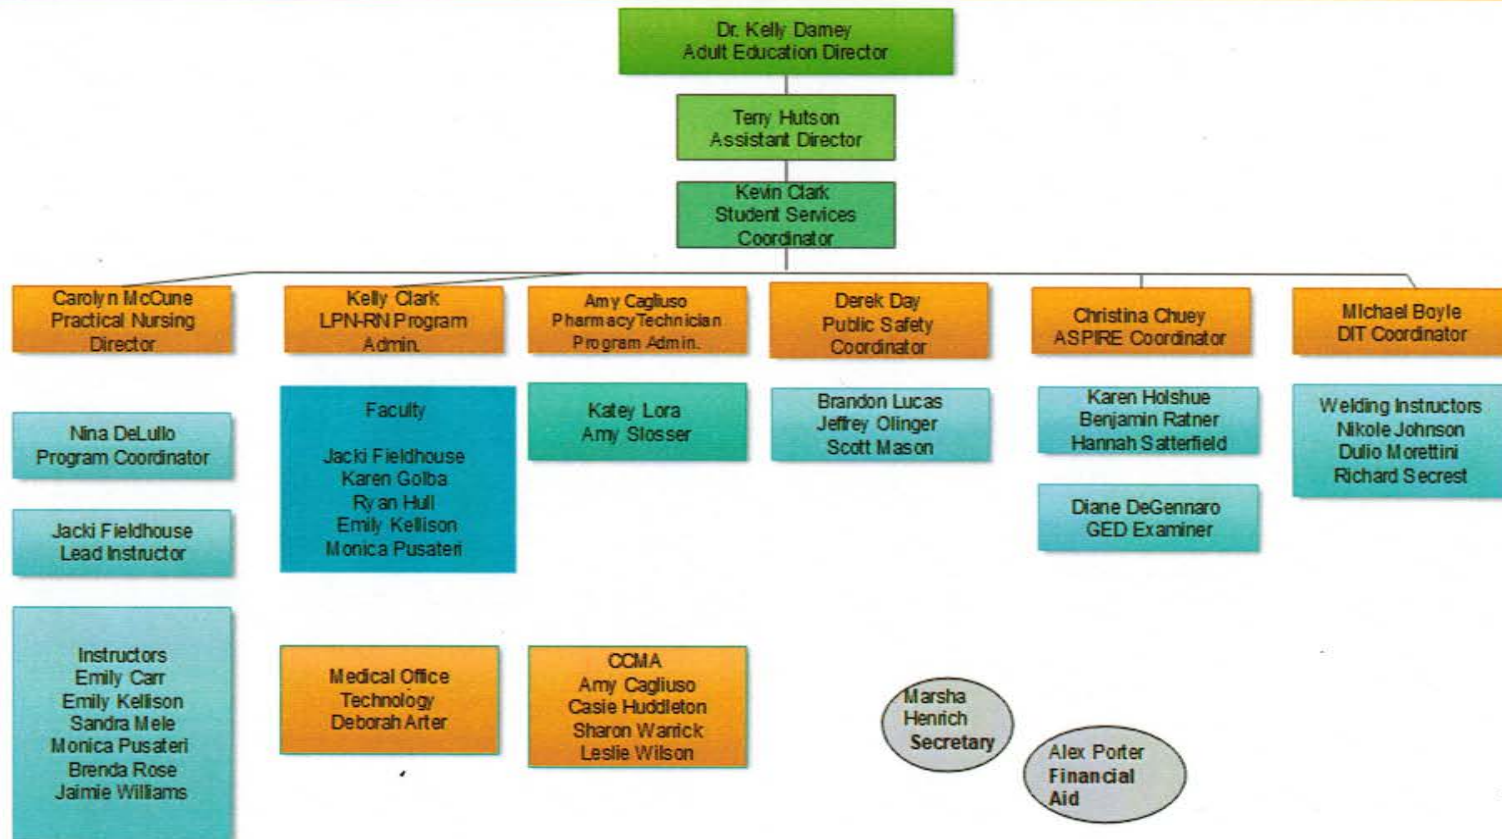 Dr. Kelly Darney
Adult Education Director
Terry Hutson
Assistant Director
Kevin Clark
Student Services
Coordinator
Carolyn McCune
Practical Nursing
Director
Kelly Clark
LPN-RN Program
Admin.
Amy Cagliuso
Pharmacy Technician
Program Admin.
Derek Day
Public Safety
Coordinator
Christina Chuey
ASPIRE Coordinator
Michael Boyle
DIT Coordinator
Nina DeLullo
Program Coordinator
Jacki Fieldhouse
Lead Instructor
Instructors
Emily Carr
Emily Kellison
Sandra Mele
Monica Pusateri
Brenda Rose
Jaimie Williams
Faculty
Jacki Fieldhouse
Karen Golba
Ryan Hull
Emily Kellison
Monica Pusateri
Medical Office
Technology
Deborah Arter
Katey Lora
Amy Slosser
CCMA
Amy Cagliuso
Casie Huddleton
Sharon Warrick
Leslie Wilson
Brandon Lucas
Jeffrey Olinger
Scott Mason
Karen Holshue
Benjamin Ratner
Hannah Satterfield
Diane DeGennaro
GED Examiner
Welding Instructors
Nikole Johnson
Dulio Morettini
Richard Secrest
Marsha
Henrich
Secretary
Alex Porter
Financial
Aid